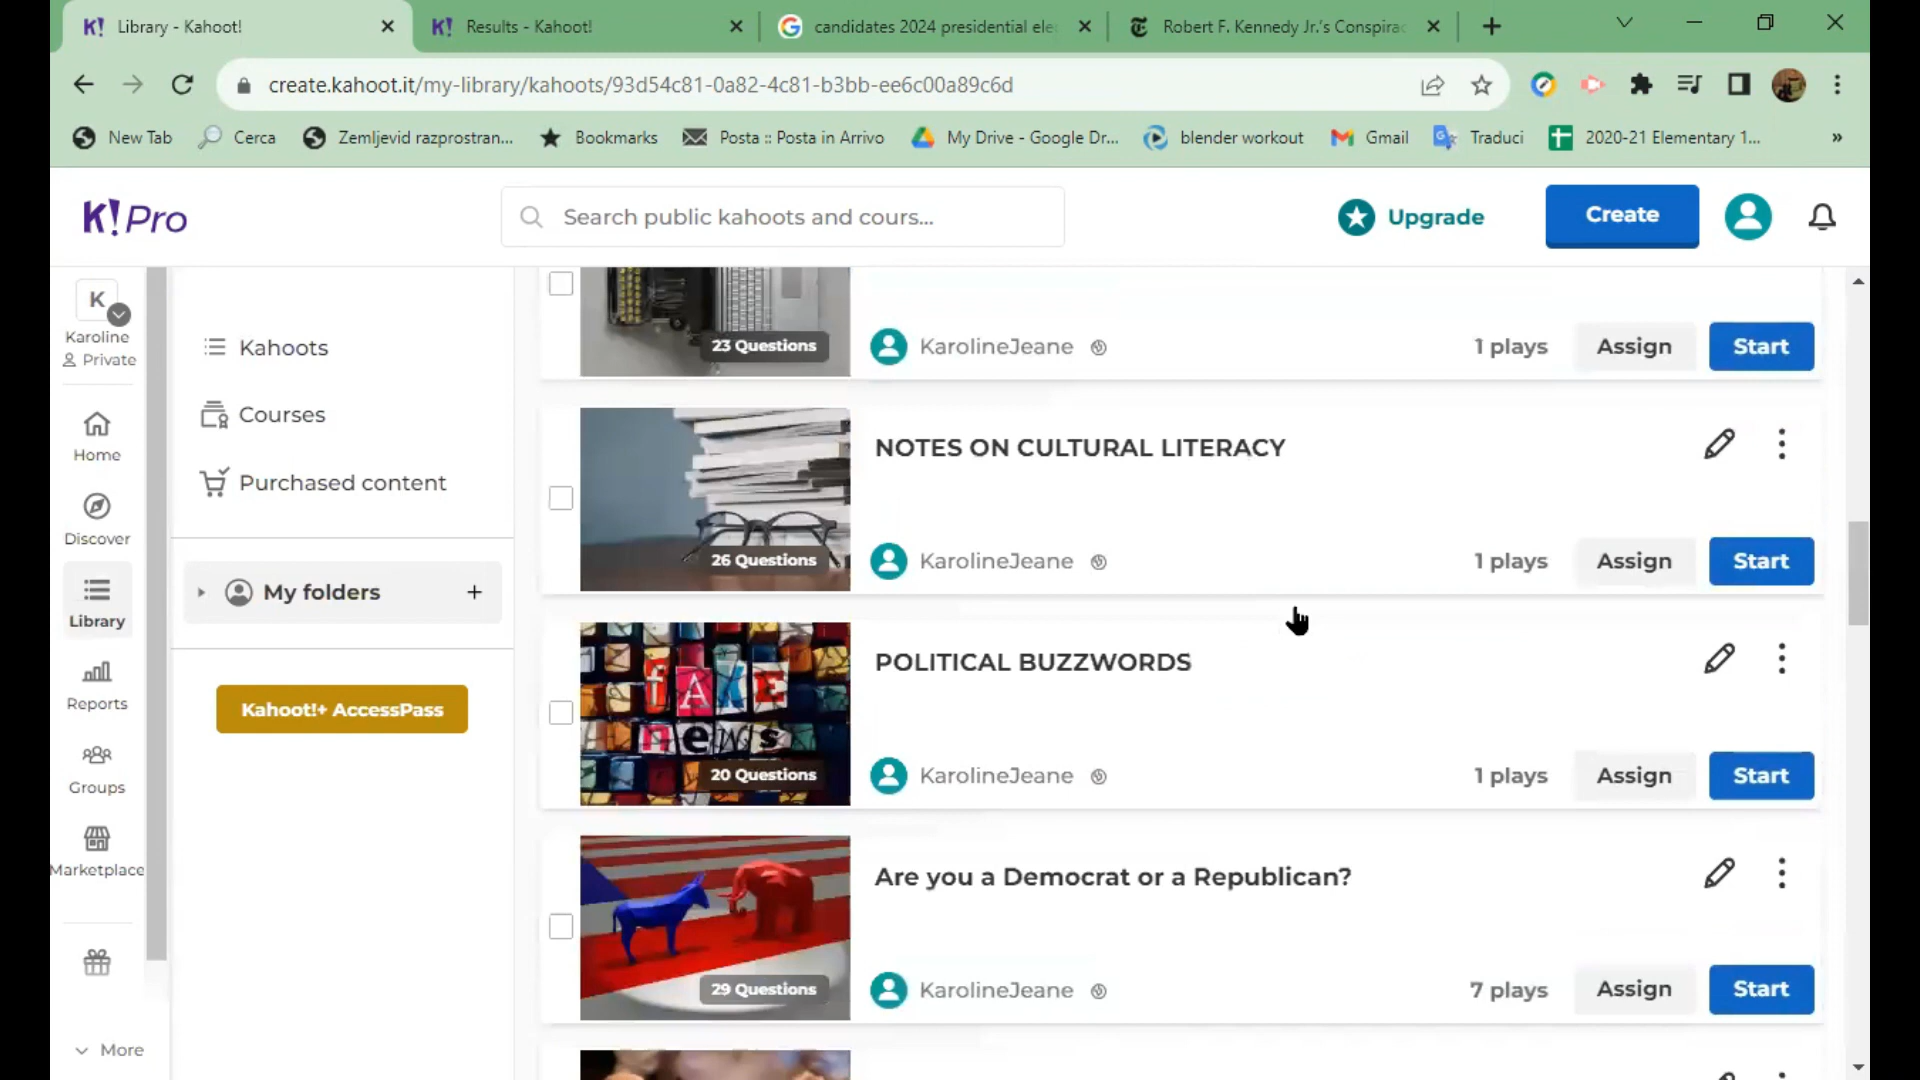 Library - Kahoot!
Results - Kahoot!
candidates 2024 presidential ele
Robert F. Kennedy Jr.'s Conspirac
create.kahoot.it/my-library/kahoots/93d54c81-0a82-4c81-b3bb-ee6c00a89c6d
New Tab
Cerca
Zemljevid razprostran...
Bookmarks
Posta :: Posta in Arrivo
My Drive - Google Dr...
blender workout
Gmail
Traduci
2020-21 Elementary 1...
»
K! Pro
Search public kahoots and cours...
Upgrade
Create
K
Karoline
Private
Home
Discover
Library
Reports
Groups
Marketplace
More
Kahoots
Courses
Purchased content
My folders
+
Kahoot!+ AccessPass
23 Questions
KarolineJeane
1 plays
Assign
Start
NOTES ON CULTURAL LITERACY
26 Questions
KarolineJeane
1 plays
Assign
Start
POLITICAL BUZZWORDS
fAKE
news
20 Questions
KarolineJeane
1 plays
Assign
Start
Are you a Democrat or a Republican?
29 Questions
KarolineJeane
7 plays
Assign
Start